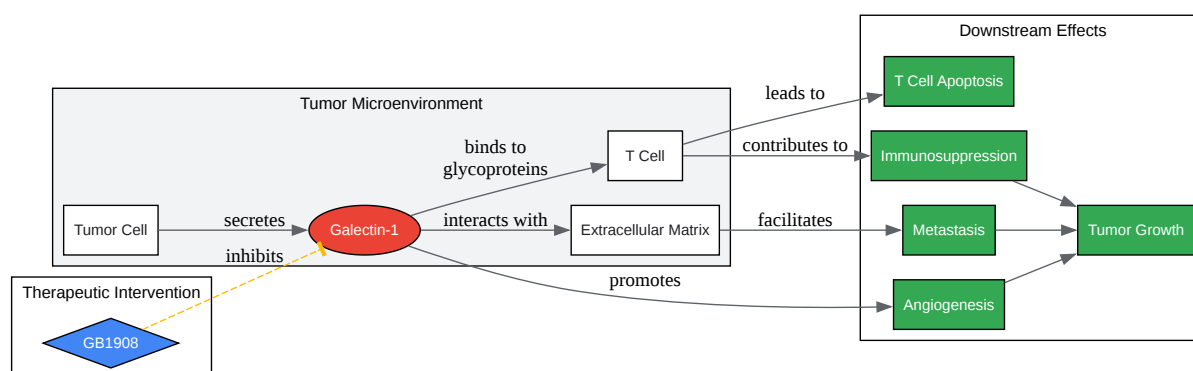 Downstream Effects
T Cell Apoptosis
leads to
Tumor Microenvironment
binds to
glycoproteins
T Cell
contributes to
Immunosuppression
Tumor Cell
secretes
Galectin-1
interacts with
Extracellular Matrix
facilitates
Metastasis
Tumor Growth
inhibits
promotes
Angiogenesis
Therapeutic Intervention
GB1908